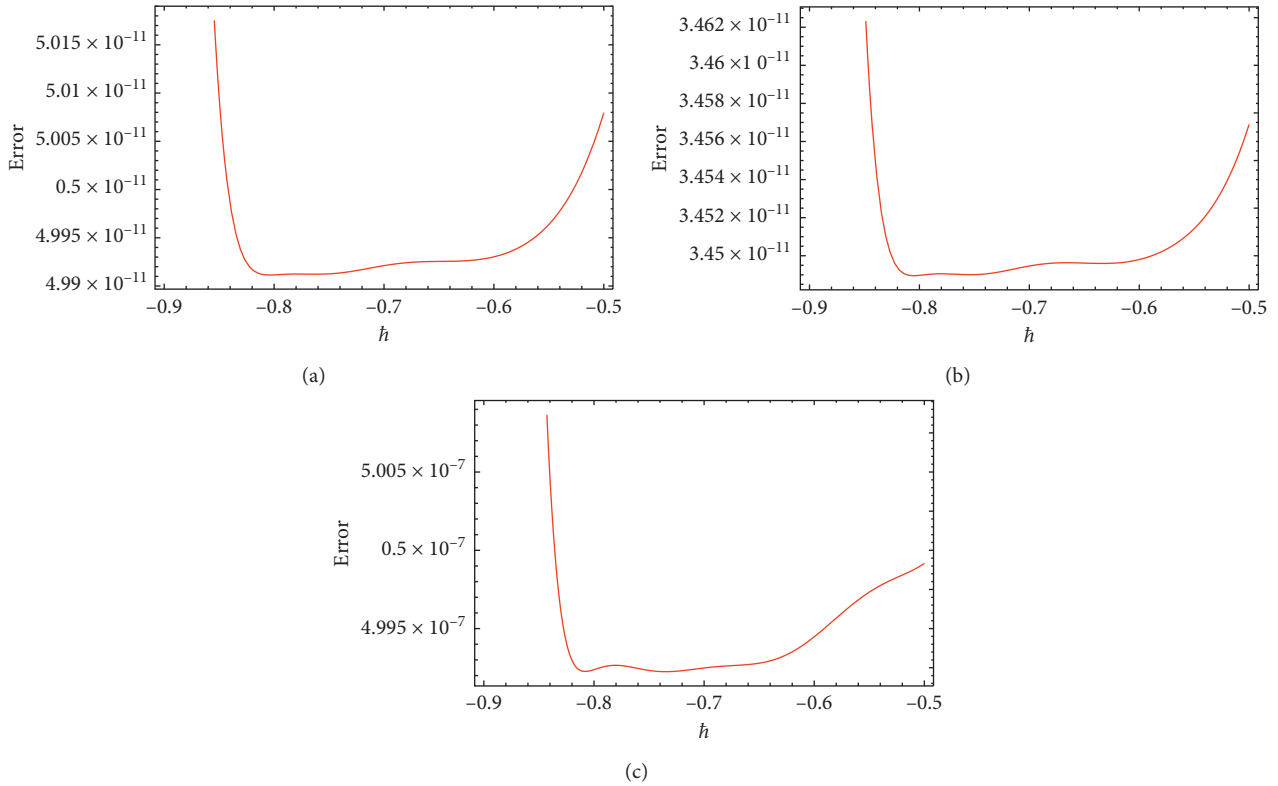 5.015 × 10⁻¹¹
5.01 × 10⁻¹¹
5.005 × 10⁻¹¹
0.5 × 10⁻¹¹
4.995 × 10⁻¹¹
4.99 × 10⁻¹¹
Error
–0.9 –0.8 –0.7 –0.6 –0.5
ħ
(a)
3.462 × 10⁻¹¹
3.46 ×1 0⁻¹¹
3.458 × 10⁻¹¹
3.456 × 10⁻¹¹
3.454 × 10⁻¹¹
3.452 × 10⁻¹¹
3.45 × 10⁻¹¹
Error
–0.9 –0.8 –0.7 –0.6 –0.5
ħ
(b)
5.005 × 10⁻⁷
0.5 × 10⁻⁷
4.995 × 10⁻⁷
Error
–0.9 –0.8 –0.7 –0.6 –0.5
ħ
(c)